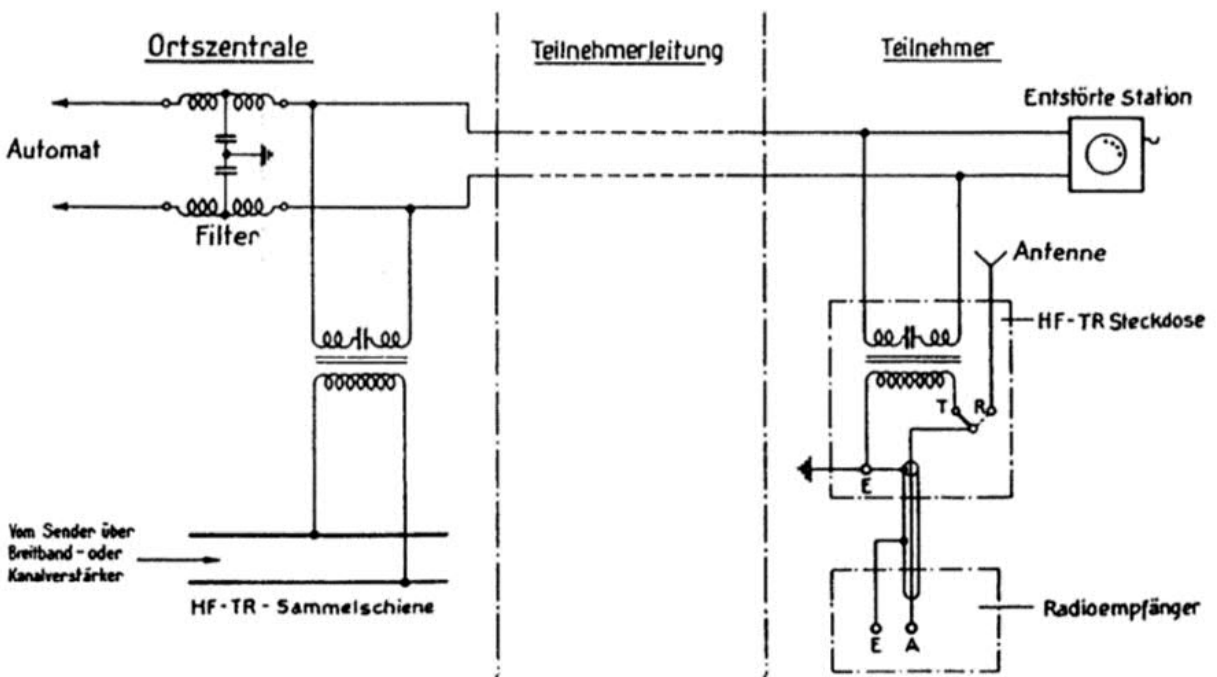 Ortszentrale
Teilnehmerleitung
Teilnehmer
Automat
Filter
Entstörte Station
Antenne
HF-TR Steckdose
T
R
E
Vom Sender über
Breitband- oder
Kanalverstärker
HF-TR-Sammelschiene
E
A
Radioempfänger